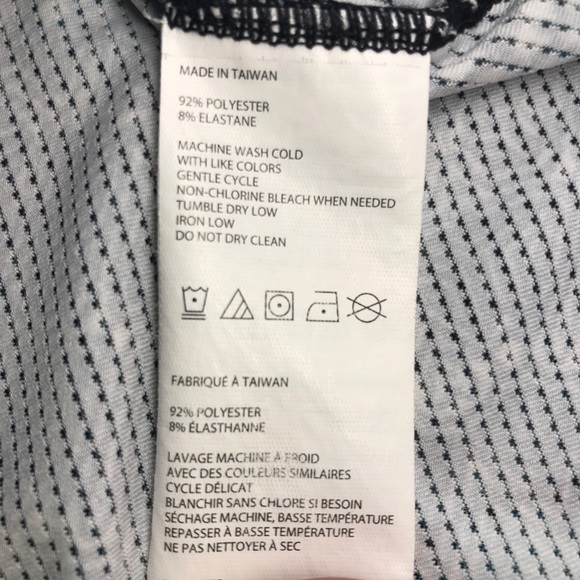 MADE IN TAIWAN
92% POLYESTER
8% ELASTANE
MACHINE WASH COLD
WITH LIKE COLORS
GENTLE CYCLE
NON-CHLORINE BLEACH WHEN NEEDED
TUMBLE DRY LOW
IRON LOW
DO NOT DRY CLEAN
FABRIQUÉ À TAIWAN
92% POLYESTER
8% ÉLASTHANNE
LAVAGE MACHINE À FROID
AVEC DES COULEURS SIMILAIRES
CYCLE DÉLICAT
BLANCHIR SANS CHLORE SI BESOIN
SÉCHAGE MACHINE, BASSE TEMPÉRATURE
REPASSER À BASSE TEMPÉRATURE
NE PAS NETTOYER À SEC